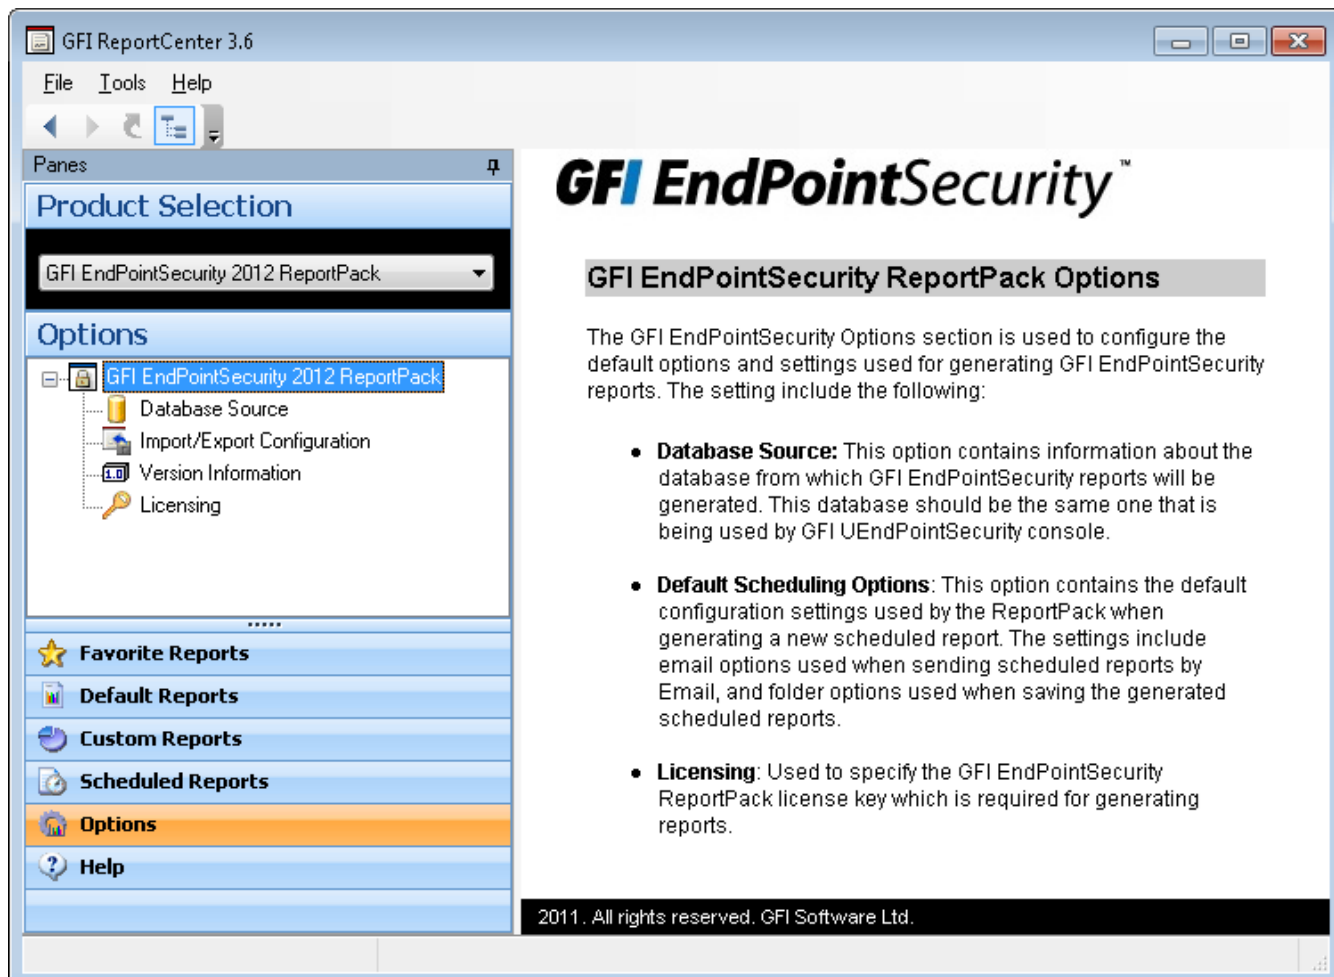 GFI ReportCenter 3.6
File Tools Help
Panes
Product Selection
GFI EndPointSecurity 2012 ReportPack
Options
GFI EndPointSecurity 2012 ReportPack
Database Source
Import/Export Configuration
1.0 Version Information
Licensing
Favorite Reports
Default Reports
Custom Reports
Scheduled Reports
Options
Help
GFI EndPointSecurity™
GFI EndPointSecurity ReportPack Options
The GFI EndPointSecurity Options section is used to configure the
default options and settings used for generating GFI EndPointSecurity
reports. The setting include the following:
• Database Source: This option contains information about the
database from which GFI EndPointSecurity reports will be
generated. This database should be the same one that is
being used by GFI UEndPointSecurity console.
• Default Scheduling Options: This option contains the default
configuration settings used by the ReportPack when
generating a new scheduled report. The settings include
email options used when sending scheduled reports by
Email, and folder options used when saving the generated
scheduled reports.
• Licensing: Used to specify the GFI EndPointSecurity
ReportPack license key which is required for generating
reports.
2011. All rights reserved. GFI Software Ltd.